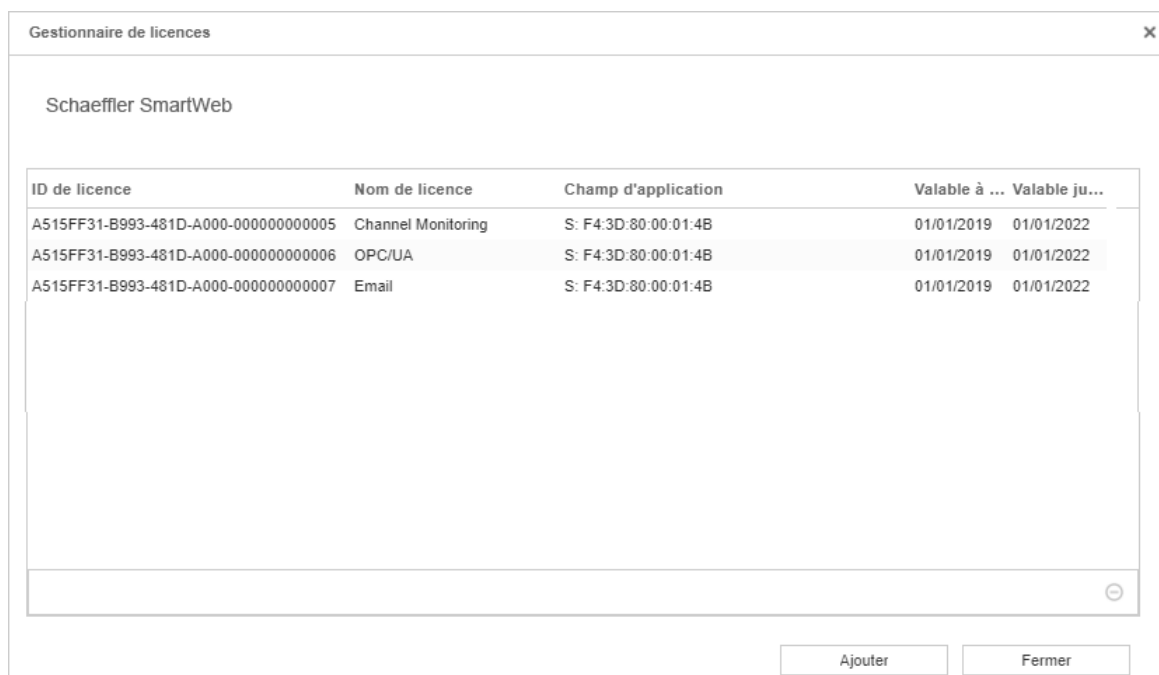 Gestionnaire de licences
Schaeffler SmartWeb
ID de licence Nom de licence Champ d'application Valable à ... Valable ju...
A515FF31-B993-481D-A000-000000000005 Channel Monitoring S: F4:3D:80:00:01:4B 01/01/2019 01/01/2022
A515FF31-B993-481D-A000-000000000006 OPC/UA S: F4:3D:80:00:01:4B 01/01/2019 01/01/2022
A515FF31-B993-481D-A000-000000000007 Email S: F4:3D:80:00:01:4B 01/01/2019 01/01/2022
Ajouter Fermer